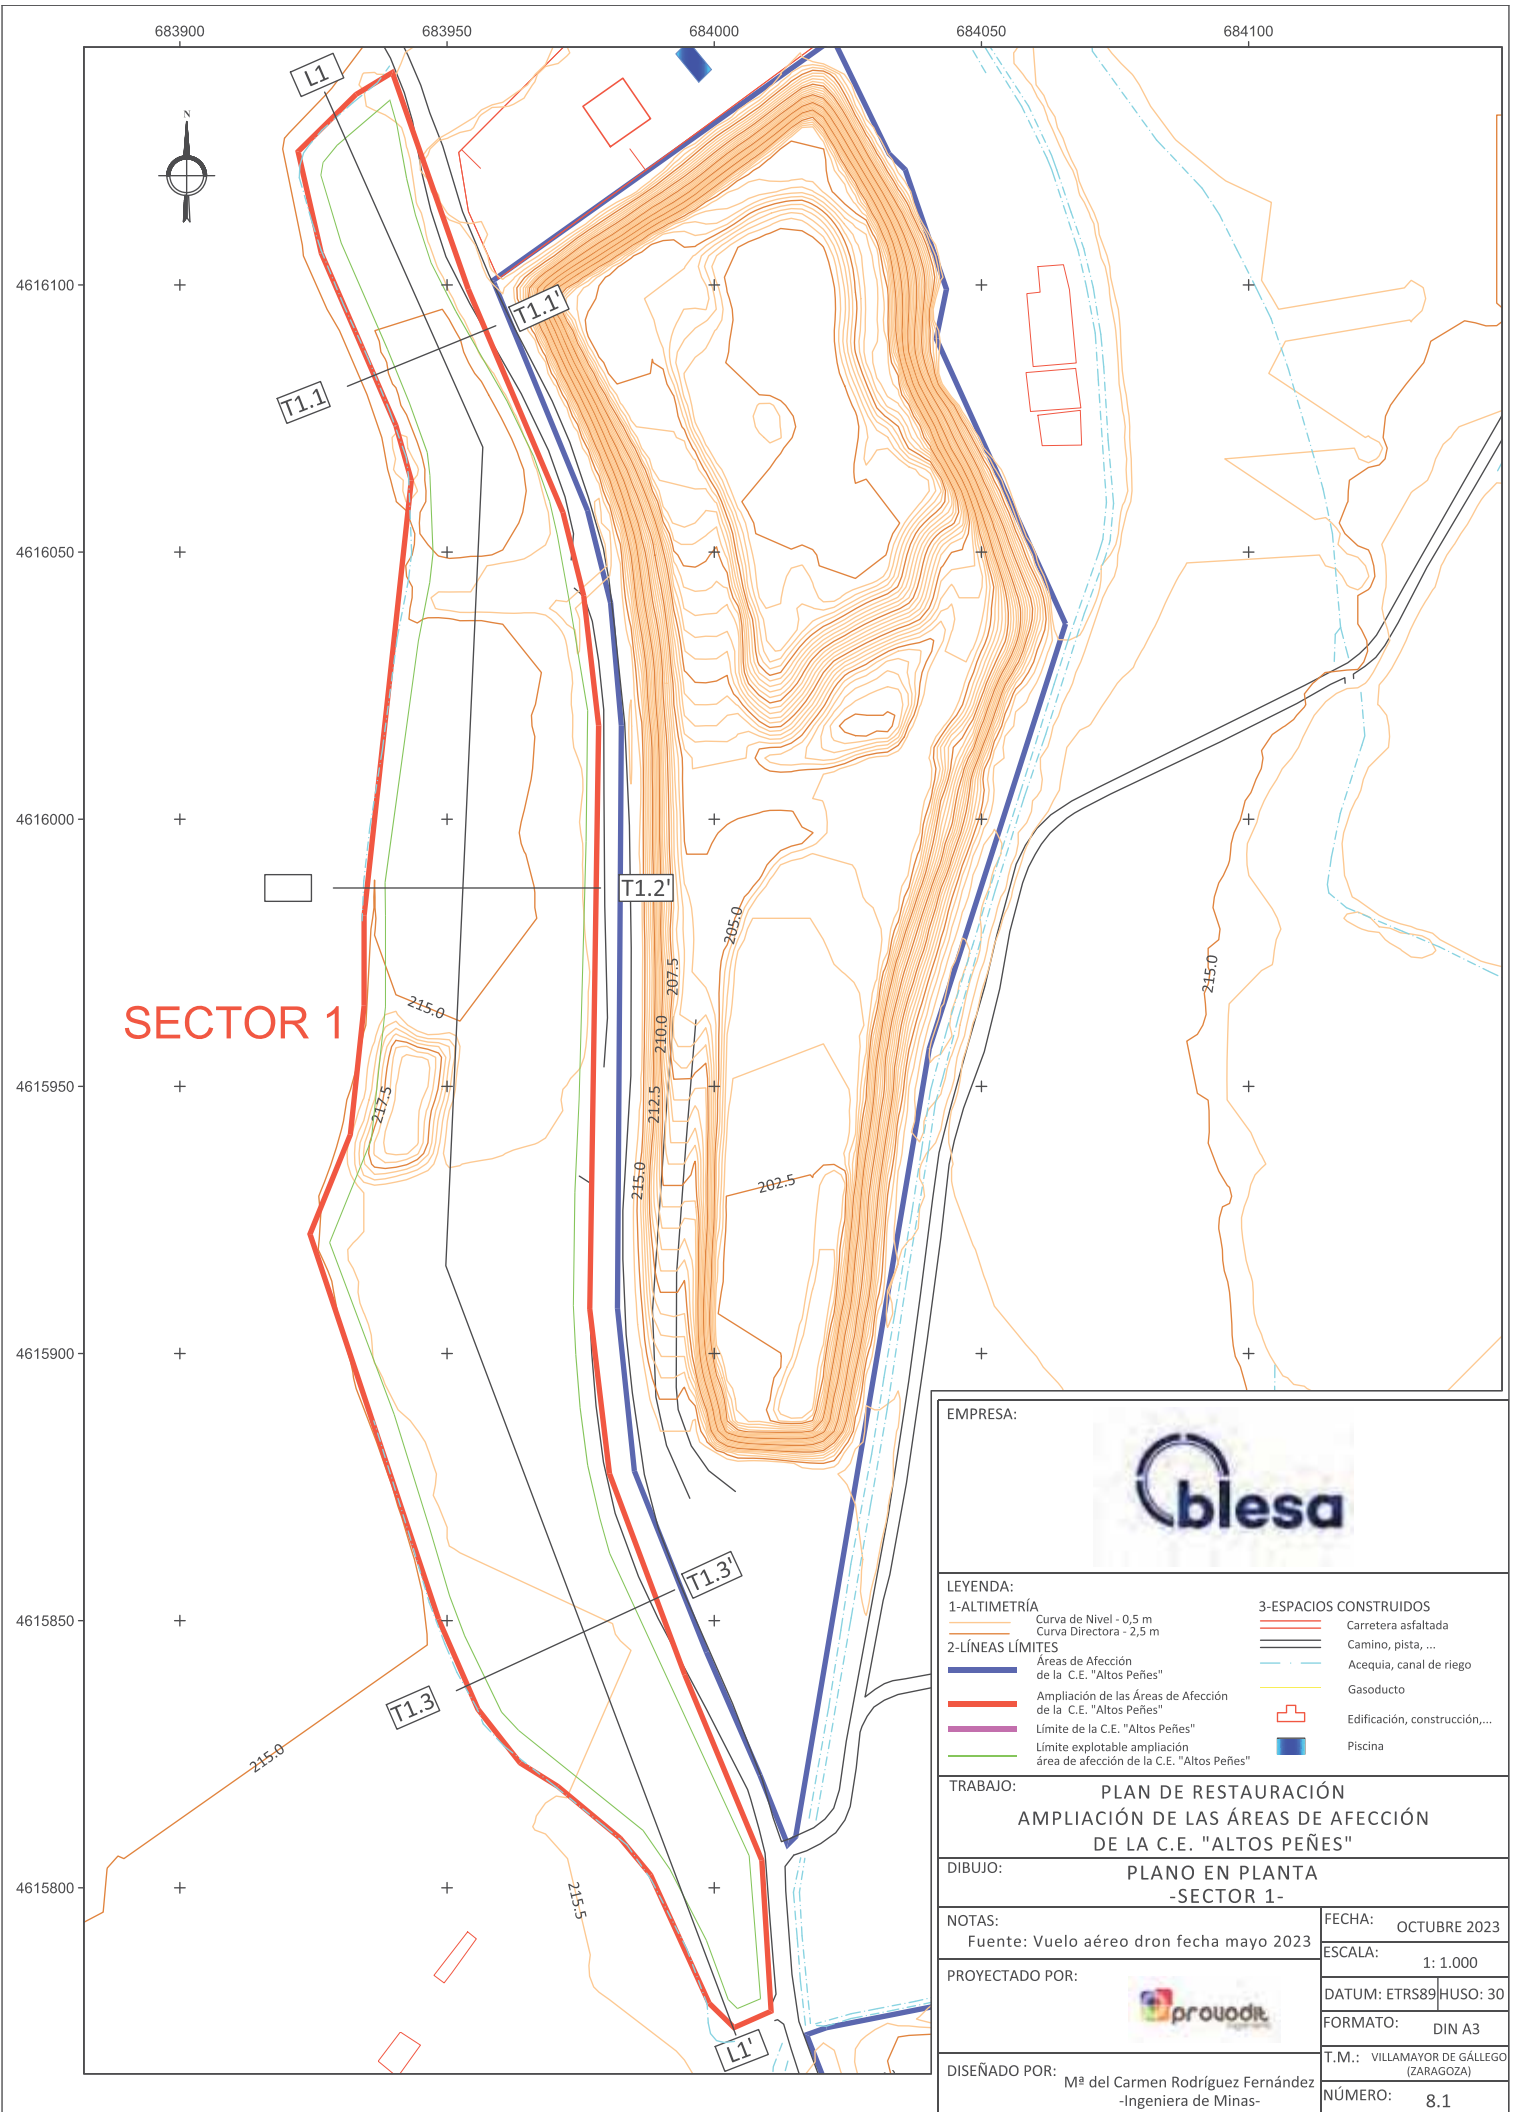 683900 683950 684000 684050 684100
L1
N
4616100
T1.1'
T1.1
4616050
4616000
T1.2'
205.0
207.5
215.0
215.0
SECTOR 1
210.0
4615950
217.5
212.5
215.0
202.5
4615900
4615850
T1.3'
T1.3
215.0
4615800
215.5
L1'
EMPRESA:
blesa
LEYENDA:
1-ALTIMETRÍA
Curva de Nivel - 0,5 m
Curva Directora - 2,5 m
2-LÍNEAS LÍMITES
Áreas de Afección
de la C.E. "Altos Peñes"
Ampliación de las Áreas de Afección
de la C.E. "Altos Peñes"
Límite de la C.E. "Altos Peñes"
Límite explotable ampliación
área de afección de la C.E. "Altos Peñes"
3-ESPACIOS CONSTRUIDOS
Carretera asfaltada
Camino, pista, ...
Acequia, canal de riego
Gasoducto
Edificación, construcción,...
Piscina
TRABAJO:
PLAN DE RESTAURACIÓN
AMPLIACIÓN DE LAS ÁREAS DE AFECCIÓN
DE LA C.E. "ALTOS PEÑES"
DIBUJO:
PLANO EN PLANTA
-SECTOR 1-
NOTAS:
Fuente: Vuelo aéreo dron fecha mayo 2023
FECHA: OCTUBRE 2023
ESCALA: 1: 1.000
PROYECTADO POR:
provodit
DATUM: ETRS89 HUSO: 30
FORMATO: DIN A3
T.M.: VILLAMAYOR DE GÁLLEGO
(ZARAGOZA)
DISEÑADO POR:
Mª del Carmen Rodríguez Fernández
-Ingeniera de Minas-
NÚMERO: 8.1